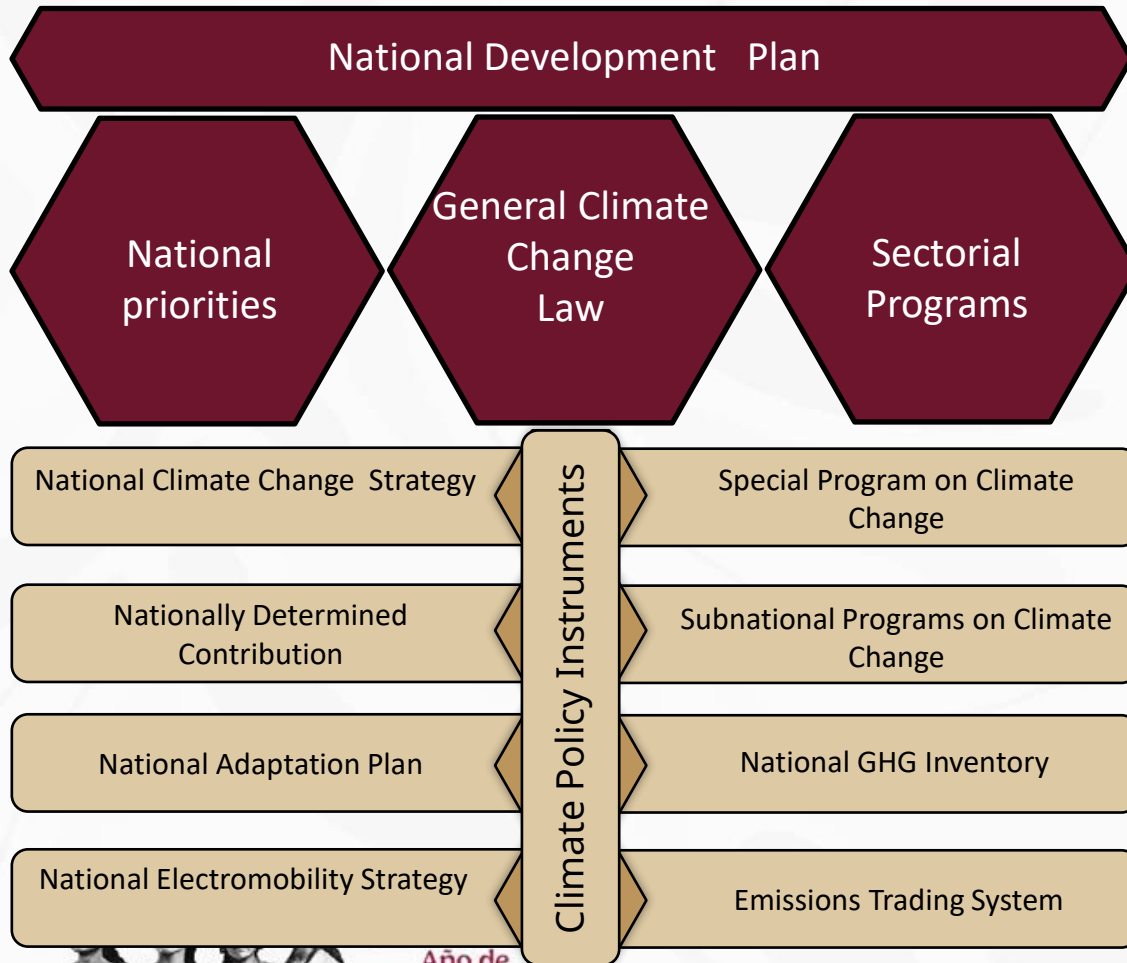 National Development Plan
National
priorities
General Climate
Change
Law
Sectorial
Programs
Climate Policy Instruments
National Climate Change Strategy
Special Program on Climate
Change
Nationally Determined
Contribution
Subnational Programs on Climate
Change
National Adaptation Plan
National GHG Inventory
National Electromobility Strategy
Emissions Trading System
Año de